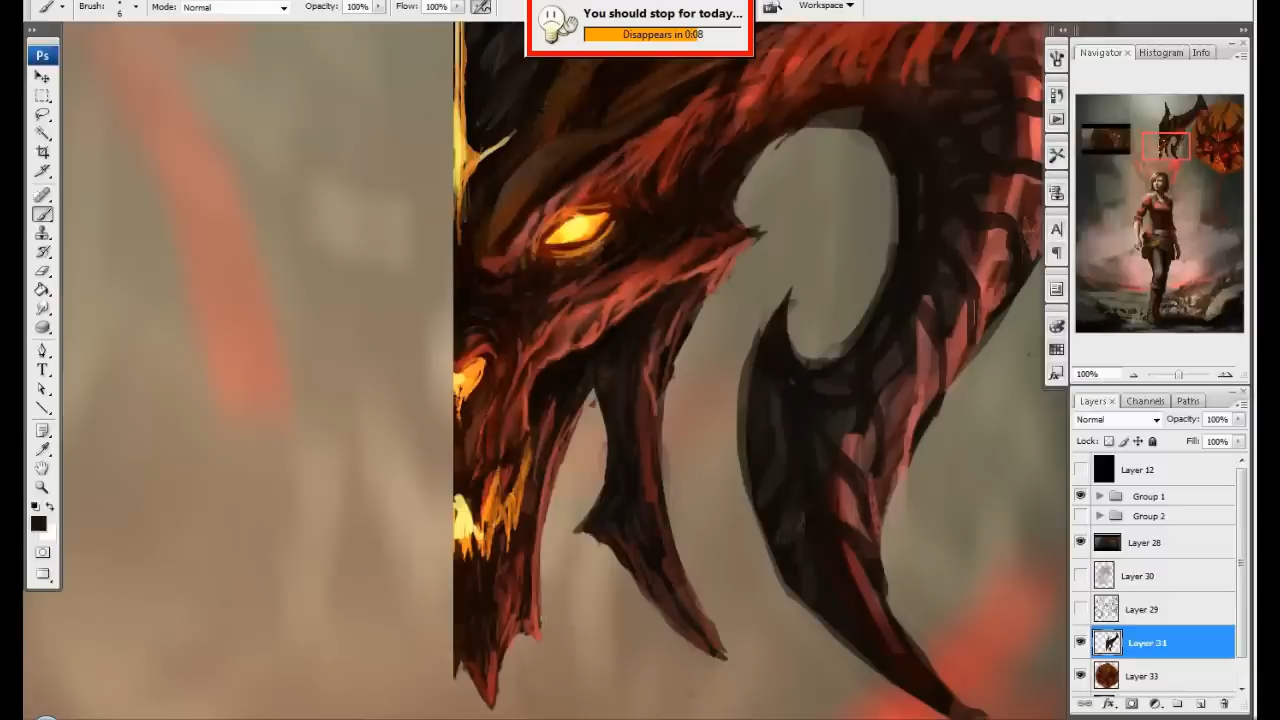 Brush: 6 Mode: Normal Opacity: 100% Flow: 100% Workspace
You should stop for today...
Disappears in 0:08
Ps
Navigator × Histogram Info
100%
Layers × Channels Paths
Normal Opacity: 100%
Lock: Fill: 100%
Layer 12
Group 1
Group 2
Layer 28
Layer 30
Layer 29
Layer 31
Layer 33